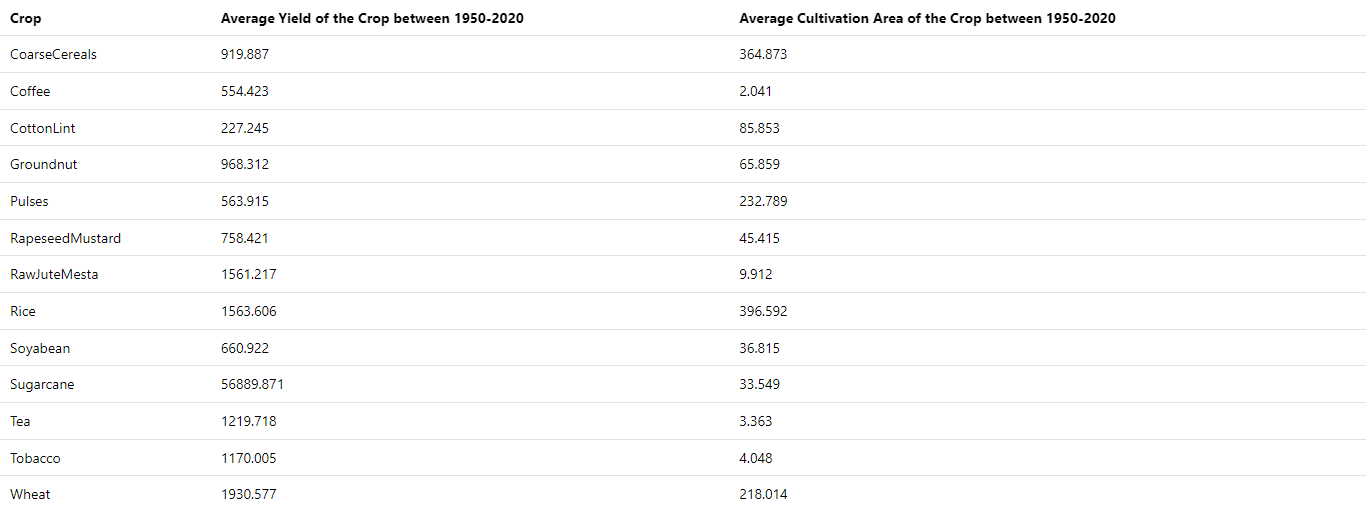 Crop Average Yield of the Crop between 1950-2020 Average Cultivation Area of the Crop between 1950-2020
CoarseCereals 919.887 364.873
Coffee 554.423 2.041
CottonLint 227.245 85.853
Groundnut 968.312 65.859
Pulses 563.915 232.789
RapeseedMustard 758.421 45.415
RawJuteMesta 1561.217 9.912
Rice 1563.606 396.592
Soyabean 660.922 36.815
Sugarcane 56889.871 33.549
Tea 1219.718 3.363
Tobacco 1170.005 4.048
Wheat 1930.577 218.014